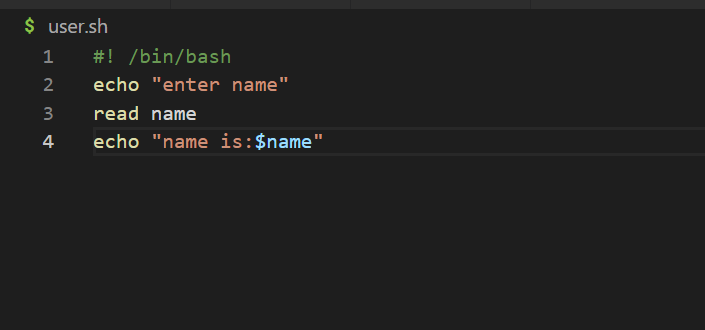 $ user.sh
1 #! /bin/bash
2 echo "enter name"
3 read name
4 echo "name is:$name"